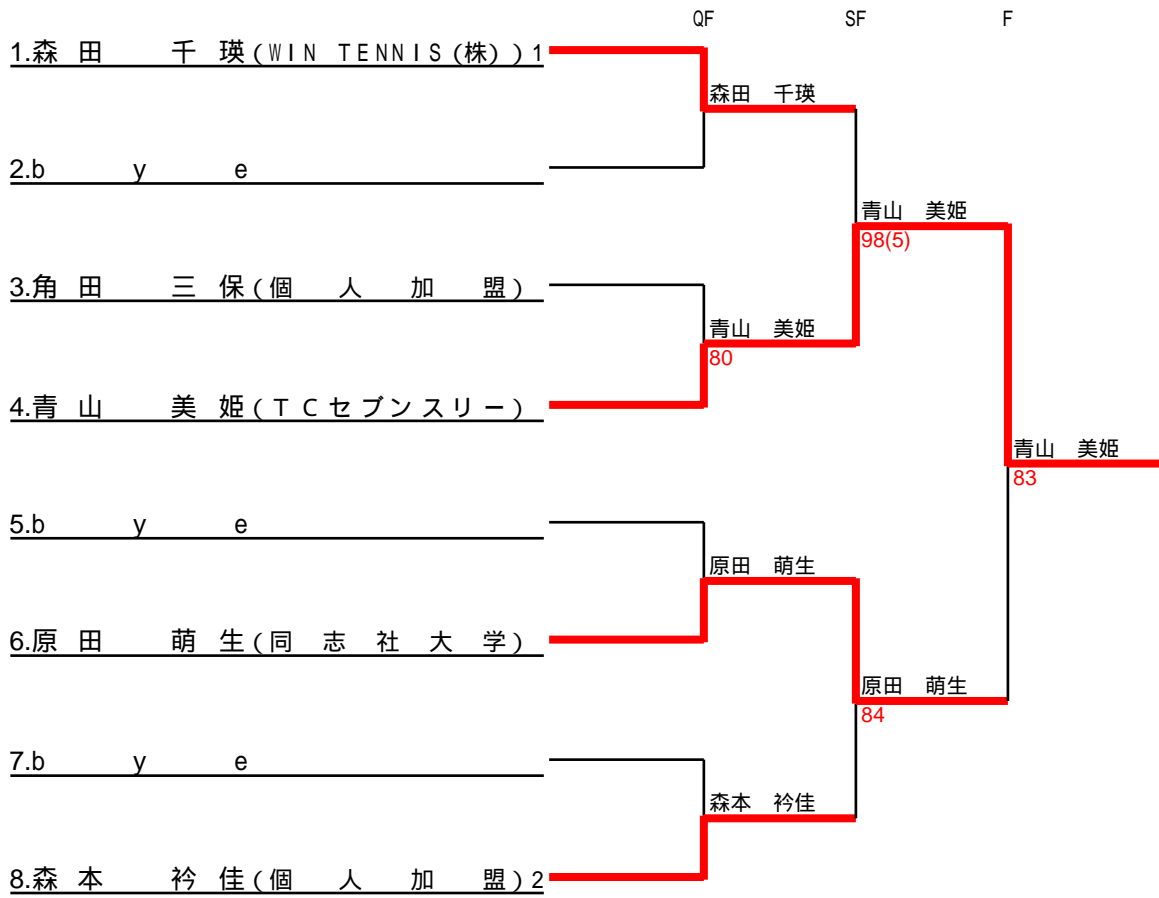 QF SF F
1.森田 千瑛(WIN TENNIS(株))1
森田 千瑛
2.bye
青山 美姫
98(5)
3.角田 三保(個人加盟)
青山 美姫
80
4.青山 美姫(TCセブンスリー)
青山 美姫
83
5.bye
原田 萌生
6.原田 萌生(同志社大学)
原田 萌生
84
7.bye
森本 衿佳
8.森本 衿佳(個人加盟)2